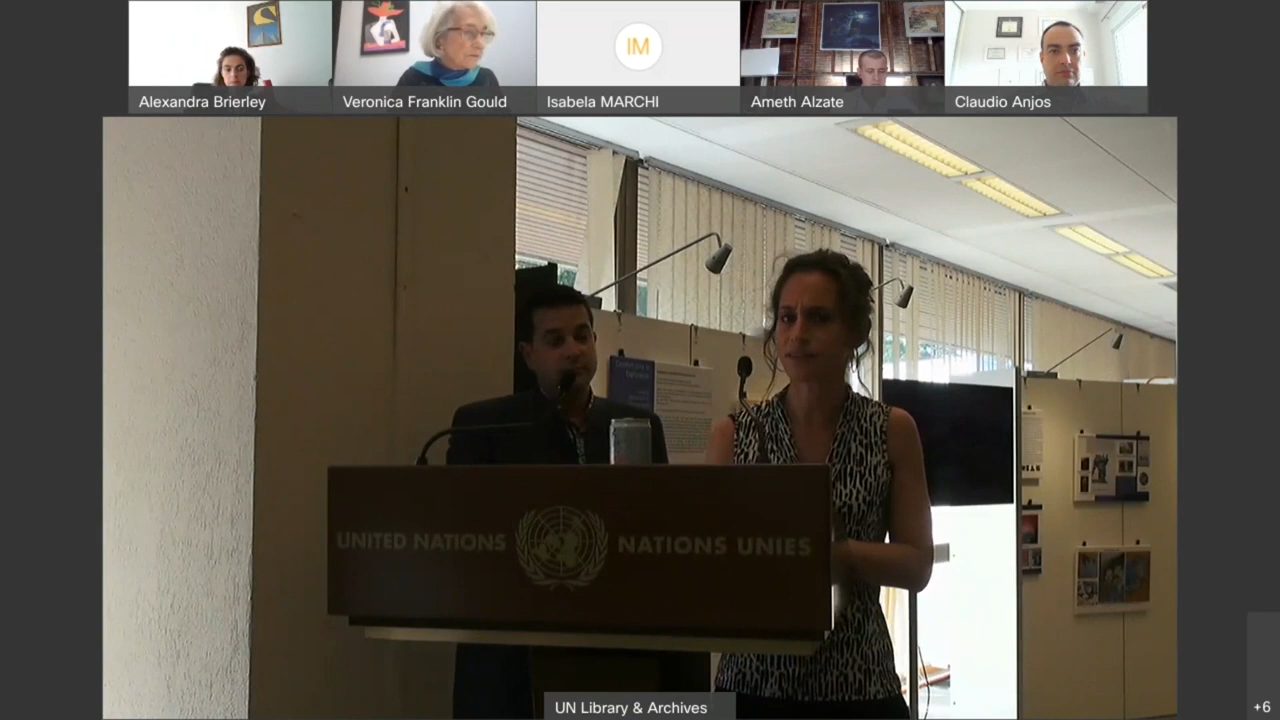 IM
Alexandra Brierley
Veronica Franklin Gould
Isabela MARCHI
Ameth Alzate
Claudio Anjos
UNITED NATIONS
NATIONS UNIES
UN Library & Archives
+6